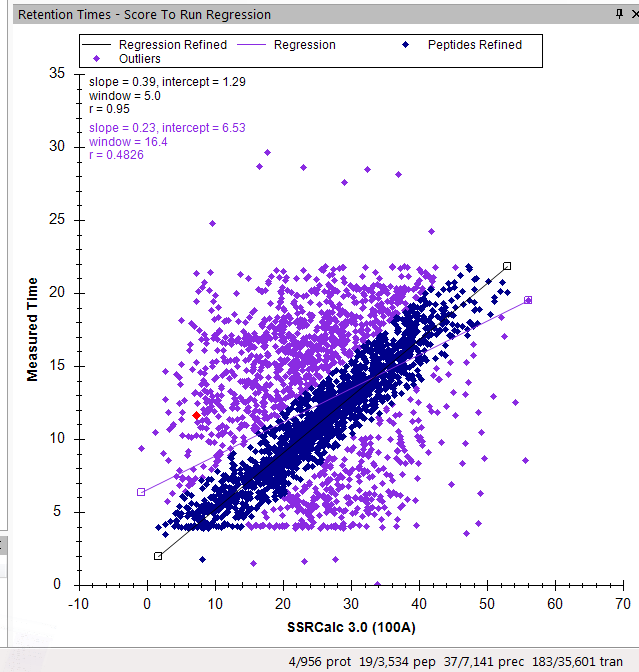 Retention Times - Score To Run Regression
Regression Refined Regression Peptides Refined
Outliers
35
slope = 0.39, intercept = 1.29
window = 5.0
r = 0.95
slope = 0.23, intercept = 6.53
window = 16.4
r = 0.4826
30
25
20
15
10
5
0
Measured Time
-10 0 10 20 30 40 50 60 70
SSRCalc 3.0 (100A)
4/956 prot 19/3,534 pep 37/7,141 prec 183/35,601 tran